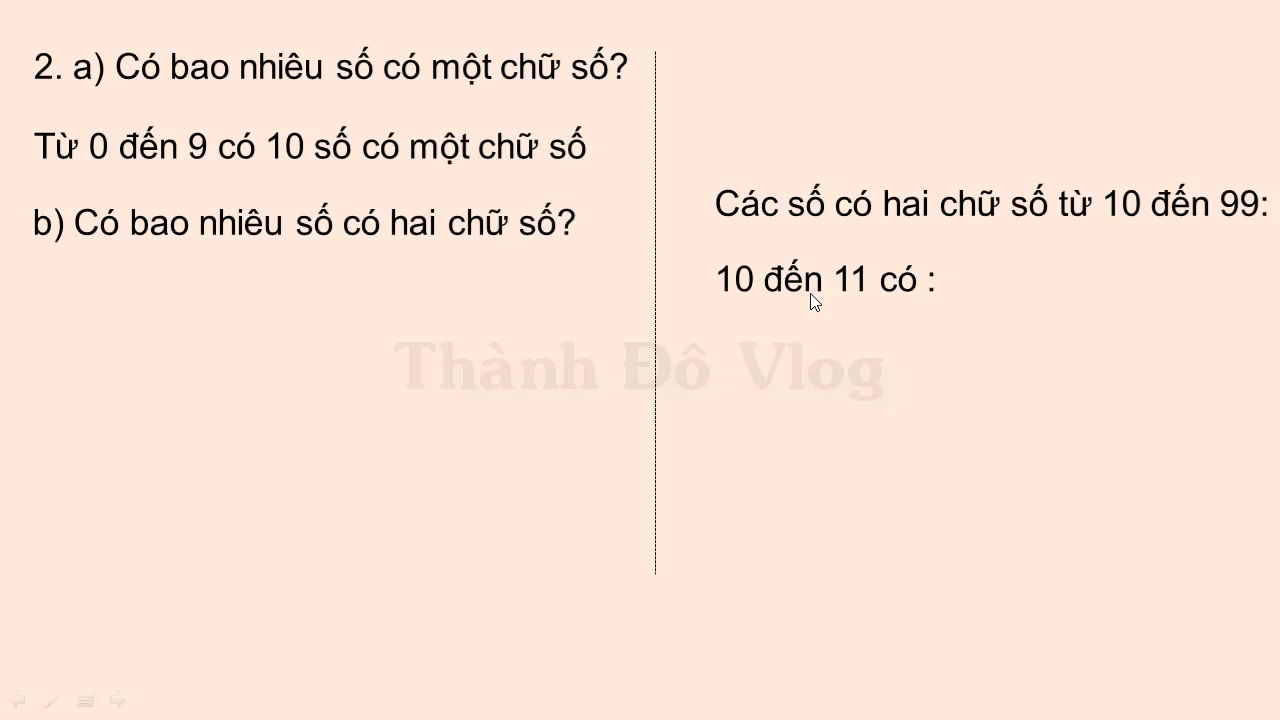 2. a) Có bao nhiêu số có một chữ số?
Từ 0 đến 9 có 10 số có một chữ số
b) Có bao nhiêu số có hai chữ số?
Các số có hai chữ số từ 10 đến 99:
10 đến 11 có :
Thành Đô Vlog